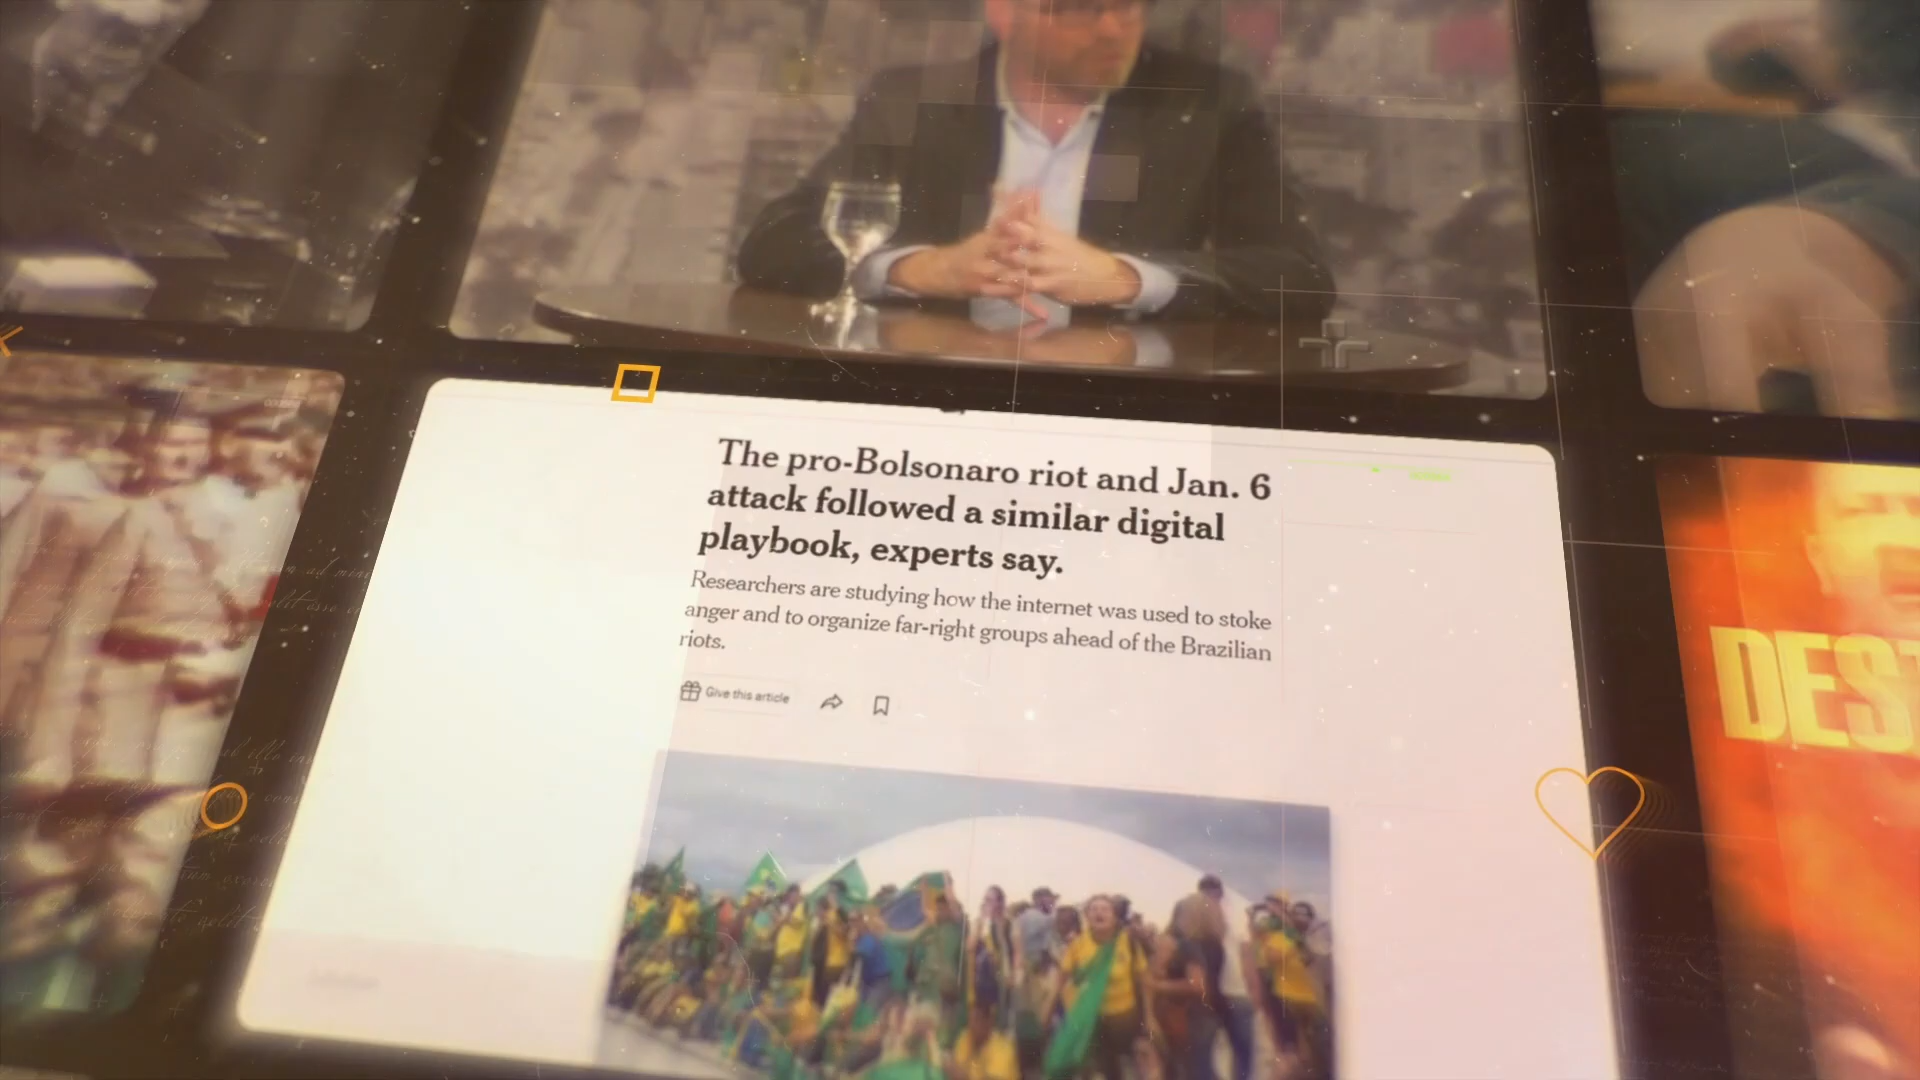 The pro-Bolsonaro riot and Jan. 6
attack followed a similar digital
playbook, experts say.
Researchers are studying how the internet was used to stoke
anger and to organize far-right groups ahead of the Brazilian
riots.
Give this article
DEST